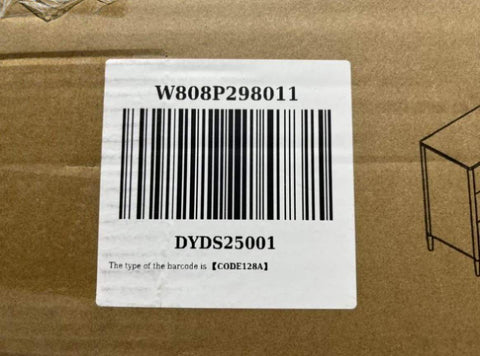 W808P298011
DYDS25001
The type of the barcode is 【CODE128A】